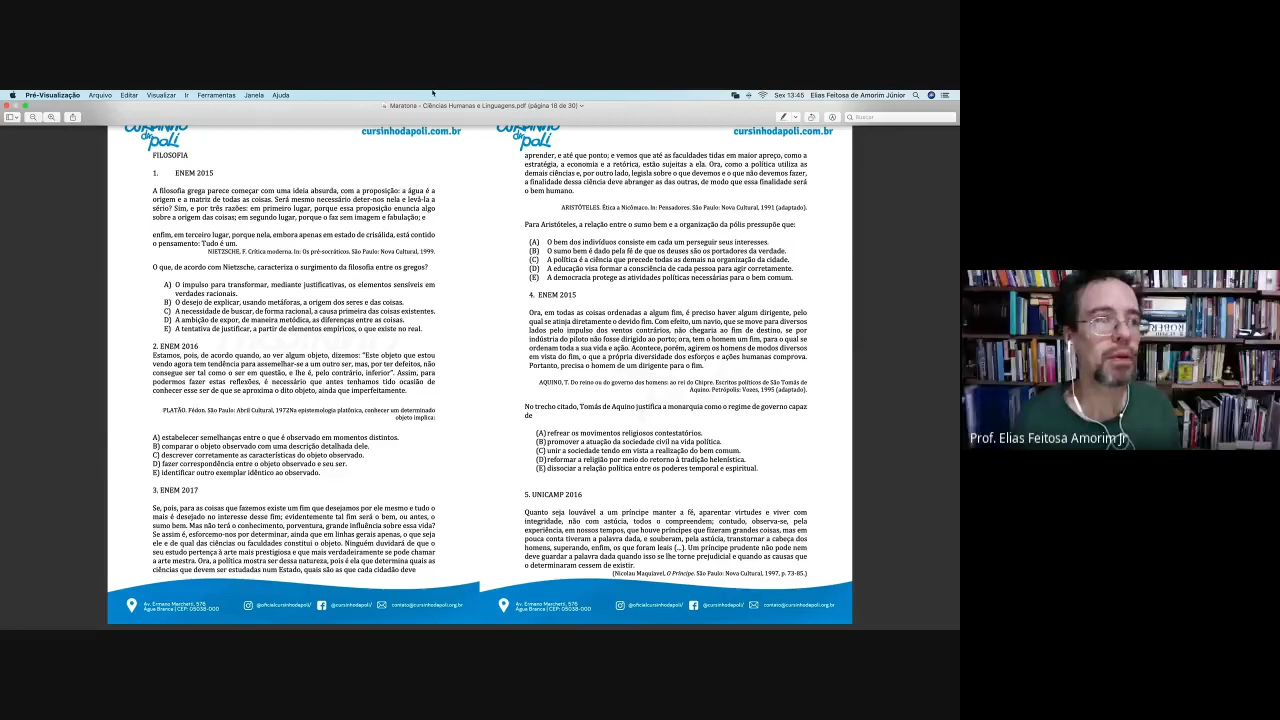 Pré-Visualização Arquivo Editar Visualizar Ir Ferramentas Janela Ajuda
Sex 13:45 Elias Feitosa de Amorim Júnior
Maratona - Ciências Humanas e Linguagens.pdf (página 18 de 30)
Buscar
CURSINHO
da poli
cursinhodapoli.com.br
FILOSOFIA
1. ENEM 2015
A filosofia grega parece começar com uma ideia absurda, com a proposição: a água é a
origem e a matriz de todas as coisas. Será mesmo necessário deter-nos nela e levá-la a
sério? Sim, e por três razões: em primeiro lugar, porque essa proposição enuncia algo
sobre a origem das coisas; em segundo lugar, porque o faz sem imagem e fabulação; e
enfim, em terceiro lugar, porque nela, embora apenas em estado de crisálida, está contido
o pensamento: Tudo é um.
NIETZSCHE, F. Crítica moderna. In: Os pré-socráticos. São Paulo: Nova Cultural, 1999.
O que, de acordo com Nietzsche, caracteriza o surgimento da filosofia entre os gregos?
A) O impulso para transformar, mediante justificativas, os elementos sensíveis em
verdades racionais.
B) O desejo de explicar, usando metáforas, a origem dos seres e das coisas.
C) A necessidade de buscar, de forma racional, a causa primeira das coisas existentes.
D) A ambição de expor, de maneira metódica, as diferenças entre as coisas.
E) A tentativa de justificar, a partir de elementos empíricos, o que existe no real.
2. ENEM 2016
Estamos, pois, de acordo quando, ao ver algum objeto, dizemos: "Este objeto que estou
vendo agora tem tendência para assemelhar-se a um outro ser, mas, por ter defeitos, não
consegue ser tal como o ser em questão, e lhe é, pelo contrário, inferior". Assim, para
podermos fazer estas reflexões, é necessário que antes tenhamos tido ocasião de
conhecer esse ser de que se aproxima o dito objeto, ainda que imperfeitamente.
PLATÃO. Fédon. São Paulo: Abril Cultural, 1972Na epistemologia platônica, conhecer um determinado
objeto implica:
A) estabelecer semelhanças entre o que é observado em momentos distintos.
B) comparar o objeto observado com uma descrição detalhada dele.
C) descrever corretamente as características do objeto observado.
D) fazer correspondência entre o objeto observado e seu ser.
E) identificar outro exemplar idêntico ao observado.
3. ENEM 2017
Se, pois, para as coisas que fazemos existe um fim que desejamos por ele mesmo e tudo o
mais é desejado no interesse desse fim; evidentemente tal fim será o bem, ou antes, o
sumo bem. Mas não terá o conhecimento, porventura, grande influência sobre essa vida?
Se assim é, esforcemo-nos por determinar, ainda que em linhas gerais apenas, o que seja
ele e de qual das ciências ou faculdades constitui o objeto. Ninguém duvidará de que o
seu estudo pertença à arte mais prestigiosa e que mais verdadeiramente se pode chamar
a arte mestra. Ora, a política mostra ser dessa natureza, pois é ela que determina quais as
ciências que devem ser estudadas num Estado, quais são as que cada cidadão deve
Av. Ermano Marchetti, 576
Água Branca | CEP: 05038-000
@oficialcursinhodapoli/ @cursinhodapoli/ contato@cursinhodapoli.org.br
CURSINHO
da poli
cursinhodapoli.com.br
aprender, e até que ponto; e vemos que até as faculdades tidas em maior apreço, como a
estratégia, a economia e a retórica, estão sujeitas a ela. Ora, como a política utiliza as
demais ciências e, por outro lado, legisla sobre o que devemos e o que não devemos fazer,
a finalidade dessa ciência deve abranger as das outras, de modo que essa finalidade será
o bem humano.
ARISTÓTELES. Ética a Nicômaco. In: Pensadores. São Paulo: Nova Cultural, 1991 (adaptado).
Para Aristóteles, a relação entre o sumo bem e a organização da pólis pressupõe que:
(A) O bem dos indivíduos consiste em cada um perseguir seus interesses.
(B) O sumo bem é dado pela fé de que os deuses são os portadores da verdade.
(C) A política é a ciência que precede todas as demais na organização da cidade.
(D) A educação visa formar a consciência de cada pessoa para agir corretamente.
(E) A democracia protege as atividades políticas necessárias para o bem comum.
4. ENEM 2015
Ora, em todas as coisas ordenadas a algum fim, é preciso haver algum dirigente, pelo
qual se atinja diretamente o devido fim. Com efeito, um navio, que se move para diversos
lados pelo impulso dos ventos contrários, não chegaria ao fim de destino, se por
indústria do piloto não fosse dirigido ao porto; ora, tem o homem um fim, para o qual se
ordenam toda a sua vida e ação. Acontece, porém, agirem os homens de modos diversos
em vista do fim, o que a própria diversidade dos esforços e ações humanas comprova.
Portanto, precisa o homem de um dirigente para o fim.
AQUINO, T. Do reino ou do governo dos homens: ao rei do Chipre. Escritos políticos de São Tomás de
Aquino. Petrópolis: Vozes, 1995 (adaptado).
No trecho citado, Tomás de Aquino justifica a monarquia como o regime de governo capaz
de
(A) refrear os movimentos religiosos contestatórios.
(B) promover a atuação da sociedade civil na vida política.
(C) unir a sociedade tendo em vista a realização do bem comum.
(D) reformar a religião por meio do retorno à tradição helenística.
(E) dissociar a relação política entre os poderes temporal e espiritual.
5. UNICAMP 2016
Quanto seja louvável a um príncipe manter a fé, aparentar virtudes e viver com
integridade, não com astúcia, todos o compreendem; contudo, observa-se, pela
experiência, em nossos tempos, que houve príncipes que fizeram grandes coisas, mas em
pouca conta tiveram a palavra dada, e souberam, pela astúcia, transtornar a cabeça dos
homens, superando, enfim, os que foram leais (...). Um príncipe prudente não pode nem
deve guardar a palavra dada quando isso se lhe torne prejudicial e quando as causas que
o determinaram cessem de existir.
(Nicolau Maquiavel, O Príncipe. São Paulo: Nova Cultural, 1997, p. 73-85.)
Av. Ermano Marchetti, 576
Água Branca | CEP: 05038-000
@oficialcursinhodapoli/ @cursinhodapoli/ contato@cursinhodapoli.org.br
Prof. Elias Feitosa Amorim Jr